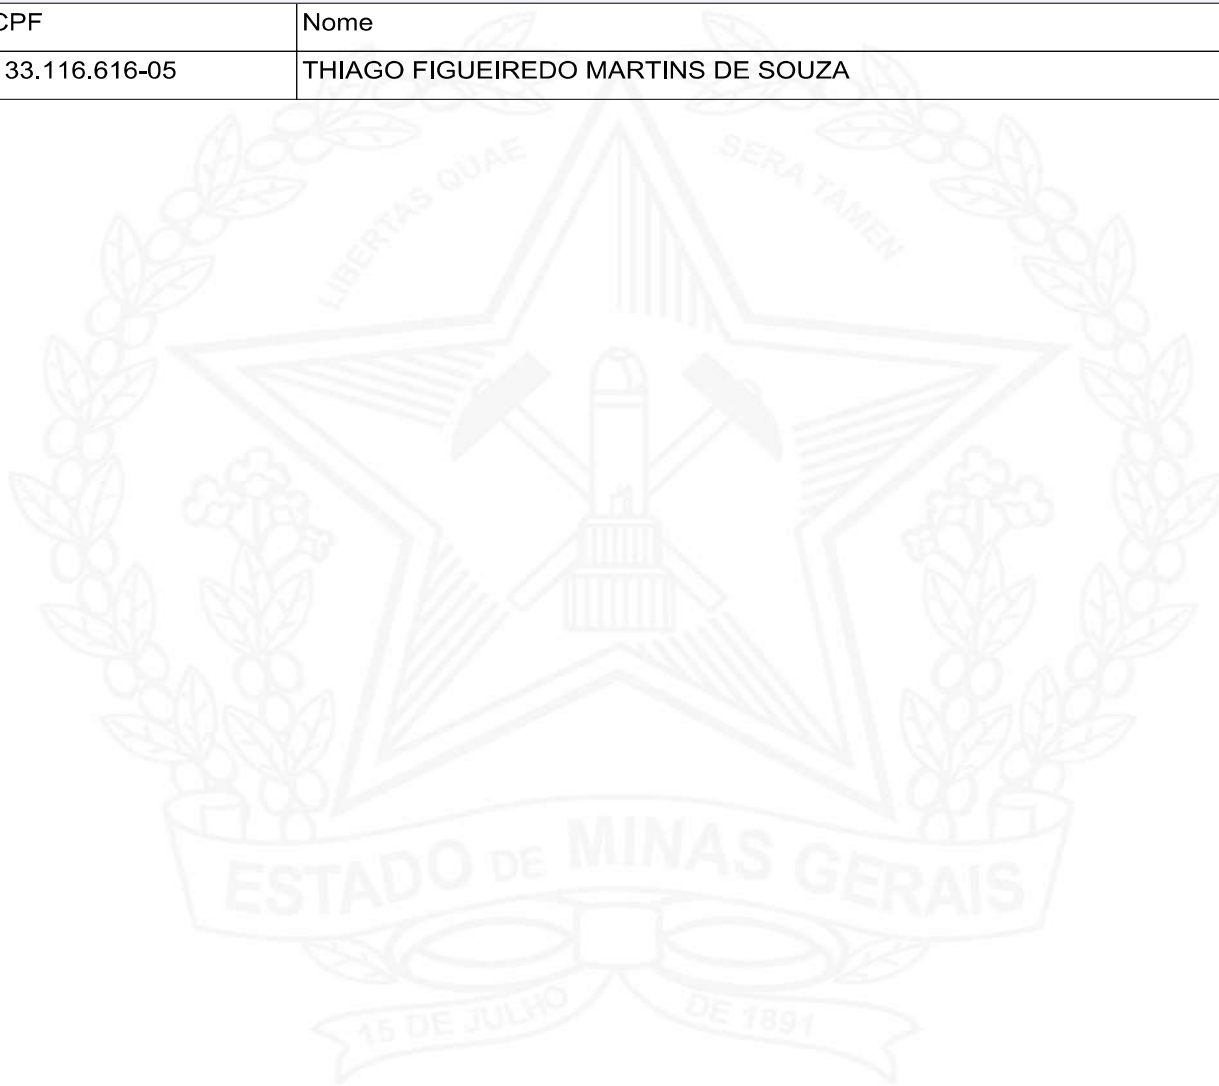 CPF Nome
33.116.616-05 THIAGO FIGUEIREDO MARTINS DE SOUZA
LIBERTAS QUAE SERA TAMEN
ESTADO DE MINAS GERAIS
15 DE JULHO DE 1891